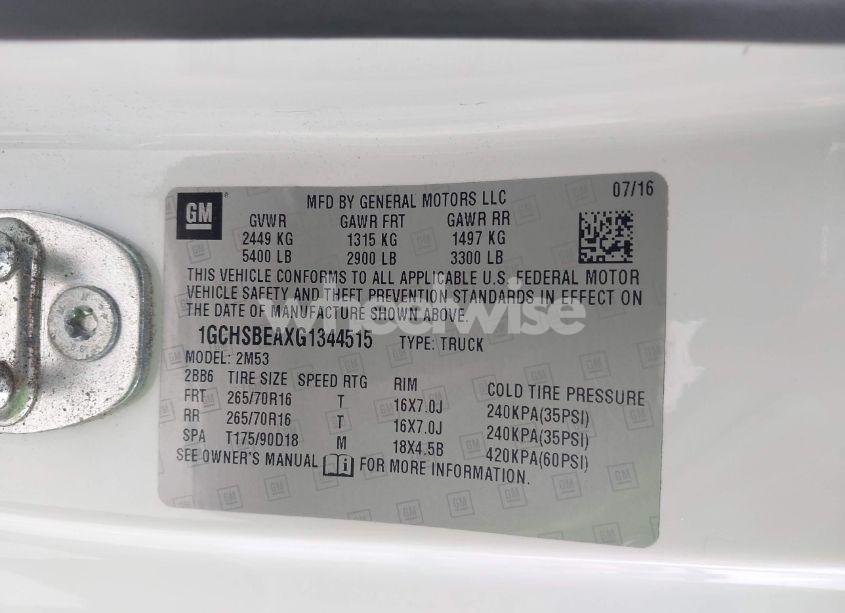 GM
MFD BY GENERAL MOTORS LLC 07/16
GVWR GAWR FRT GAWR RR
2449 KG 1315 KG 1497 KG
5400 LB 2900 LB 3300 LB
THIS VEHICLE CONFORMS TO ALL APPLICABLE U.S. FEDERAL MOTOR
VEHICLE SAFETY AND THEFT PREVENTION STANDARDS IN EFFECT ON
THE DATE OF MANUFACTURE SHOWN ABOVE.
1GCHSBEAXG1344515 TYPE: TRUCK
MODEL: 2M53
2BB6 TIRE SIZE SPEED RTG RIM COLD TIRE PRESSURE
FRT 265/70R16 T 16X7.0J 240KPA(35PSI)
RR 265/70R16 T 16X7.0J 240KPA(35PSI)
SPA T175/90D18 M 18X4.5B 420KPA(60PSI)
SEE OWNER'S MANUAL FOR MORE INFORMATION.